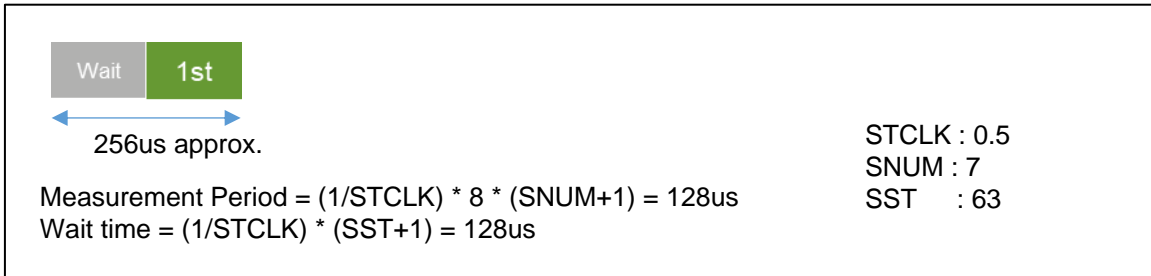 Wait 1st
256us approx.
STCLK : 0.5
SNUM : 7
SST : 63
Measurement Period = (1/STCLK) * 8 * (SNUM+1) = 128us
Wait time = (1/STCLK) * (SST+1) = 128us